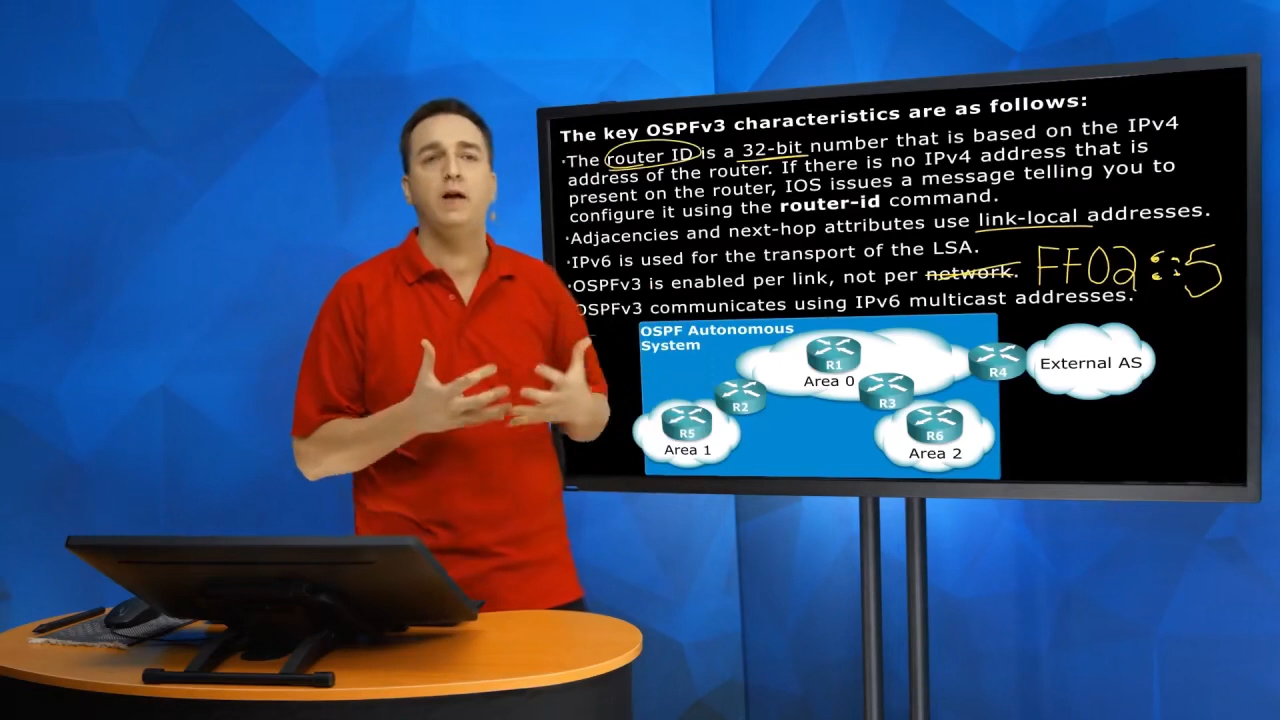 The key OSPFv3 characteristics are as follows:
·The router ID is a 32-bit number that is based on the IPv4
address of the router. If there is no IPv4 address that is
present on the router, IOS issues a message telling you to
configure it using the router-id command.
·Adjacencies and next-hop attributes use link-local addresses.
·IPv6 is used for the transport of the LSA.
·OSPFv3 is enabled per link, not per network. FF02::5
OSPFv3 communicates using IPv6 multicast addresses.
OSPF Autonomous
System
R1
Area 0
R2
R3
R4
External AS
R5
Area 1
R6
Area 2